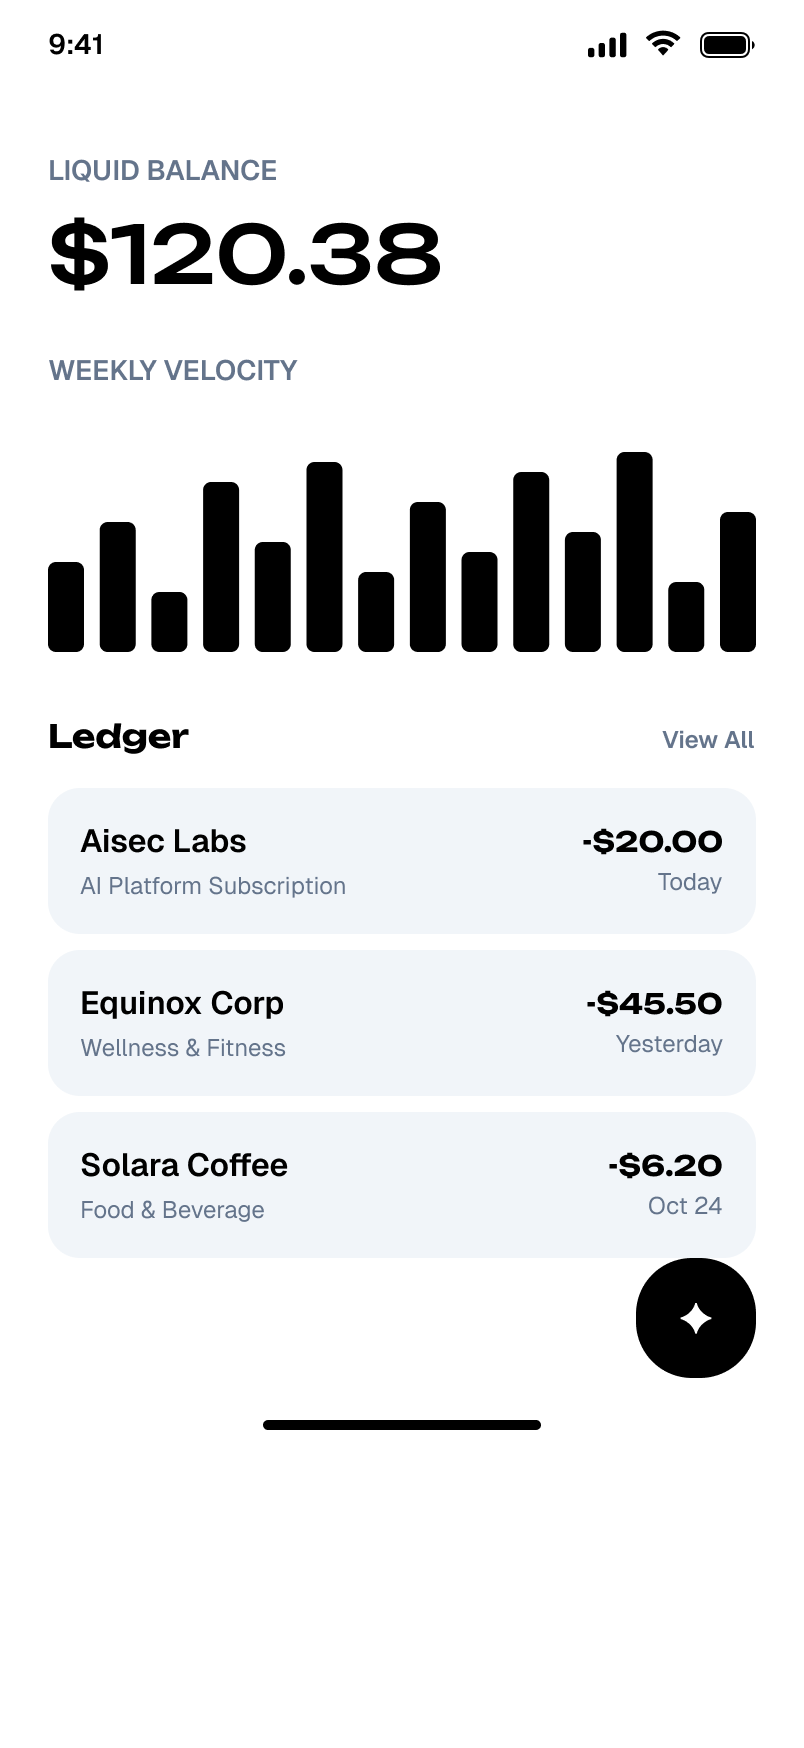 9:41
LIQUID BALANCE
$120.38
WEEKLY VELOCITY
Ledger
View All
Aisec Labs
-$20.00
AI Platform Subscription
Today
Equinox Corp
-$45.50
Wellness & Fitness
Yesterday
Solara Coffee
-$6.20
Food & Beverage
Oct 24